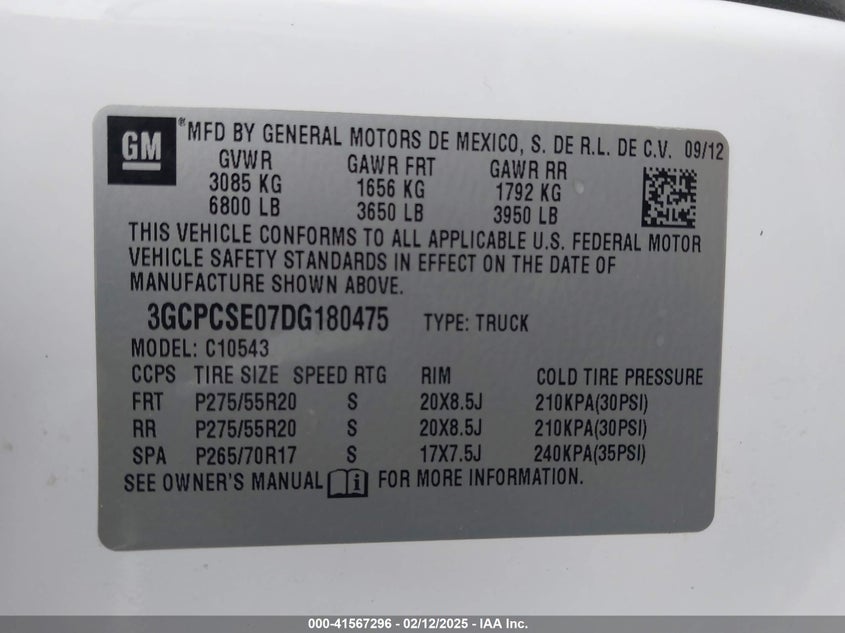 GM ® MFD BY GENERAL MOTORS DE MEXICO, S. DE R.L. DE C.V. 09/12
GVWR GAWR FRT GAWR RR
3085 KG 1656 KG 1792 KG
6800 LB 3650 LB 3950 LB
THIS VEHICLE CONFORMS TO ALL APPLICABLE U.S. FEDERAL MOTOR
VEHICLE SAFETY STANDARDS IN EFFECT ON THE DATE OF
MANUFACTURE SHOWN ABOVE.
3GCPCSE07DG180475 TYPE: TRUCK
MODEL: C10543
CCPS TIRE SIZE SPEED RTG RIM COLD TIRE PRESSURE
FRT P275/55R20 S 20X8.5J 210KPA(30PSI)
RR P275/55R20 S 20X8.5J 210KPA(30PSI)
SPA P265/70R17 S 17X7.5J 240KPA(35PSI)
SEE OWNER'S MANUAL i FOR MORE INFORMATION.
000-41567296 - 02/12/2025 - IAA Inc.